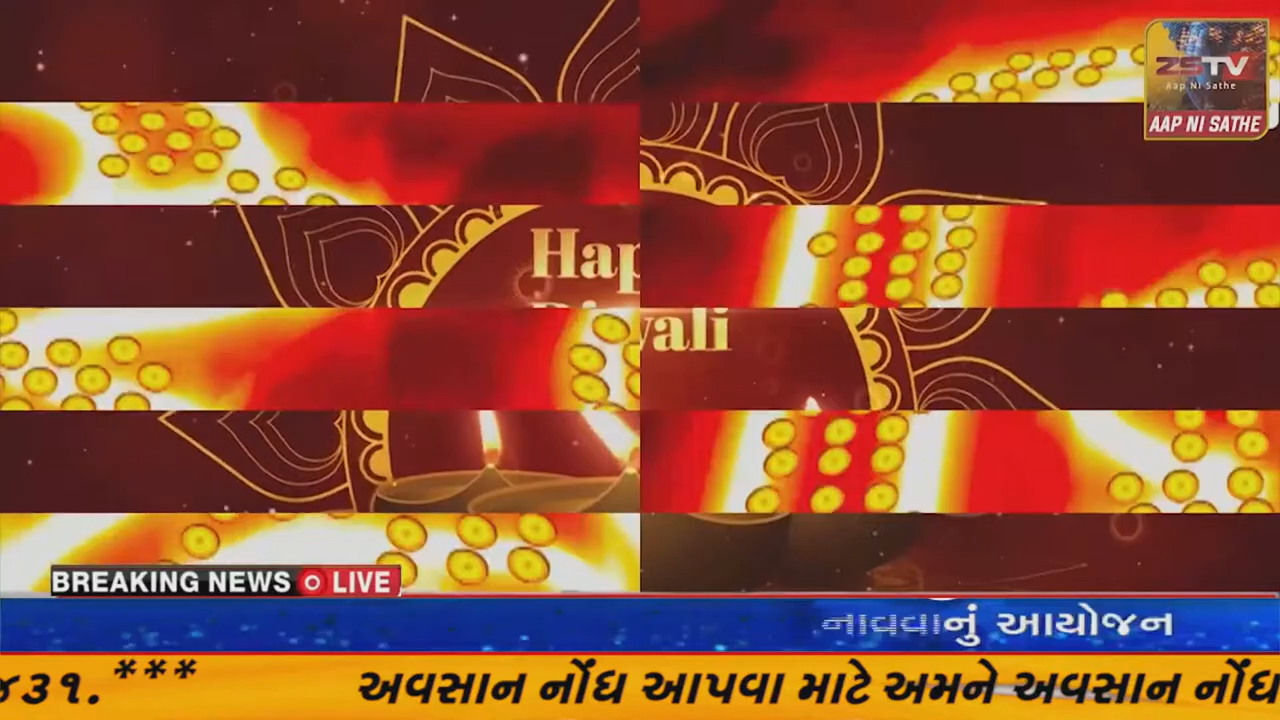 ZSTV
Aap Ni Sathe
AAP NI SATHE
Hap
vali
BREAKING NEWS LIVE
નાવવાનું આયોજન
૪૩૧.*** અવસાન નોંધ આપવા માટે અમને અવસાન નોંધ